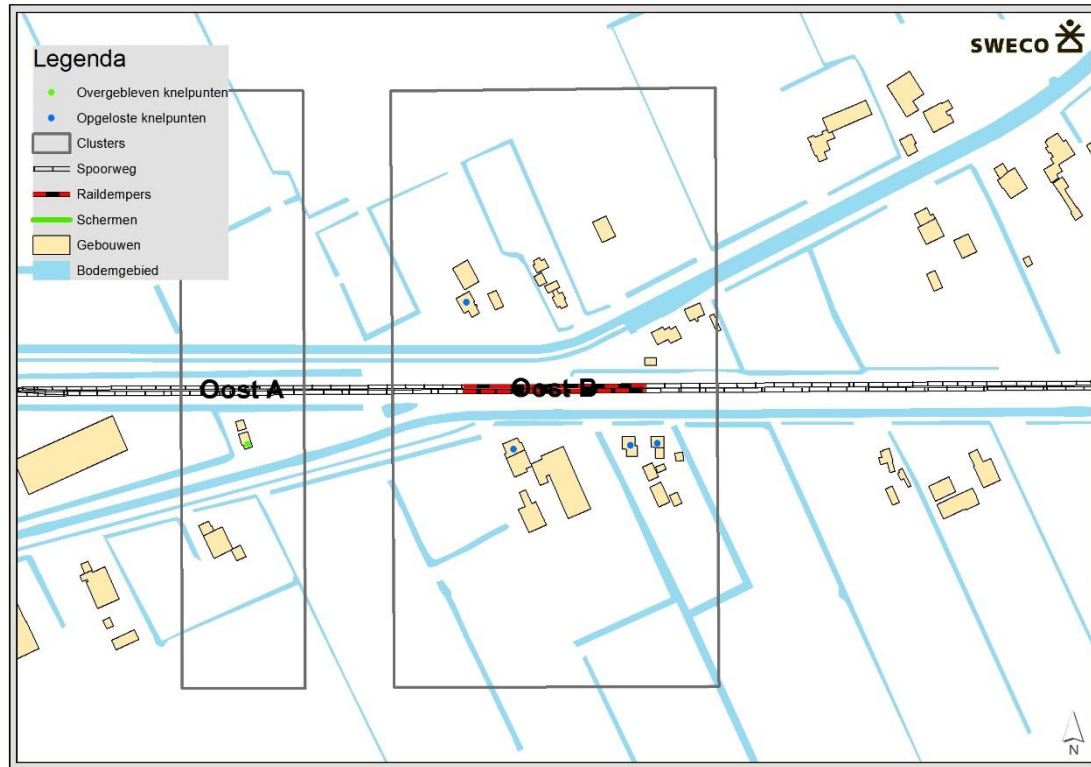 SWECO
Legenda
Overgebleven knelpunten
Opgeloste knelpunten
Clusters
Spoorweg
Raildempers
Schermen
Gebouwen
Bodemgebied
Oost A
Oost
N